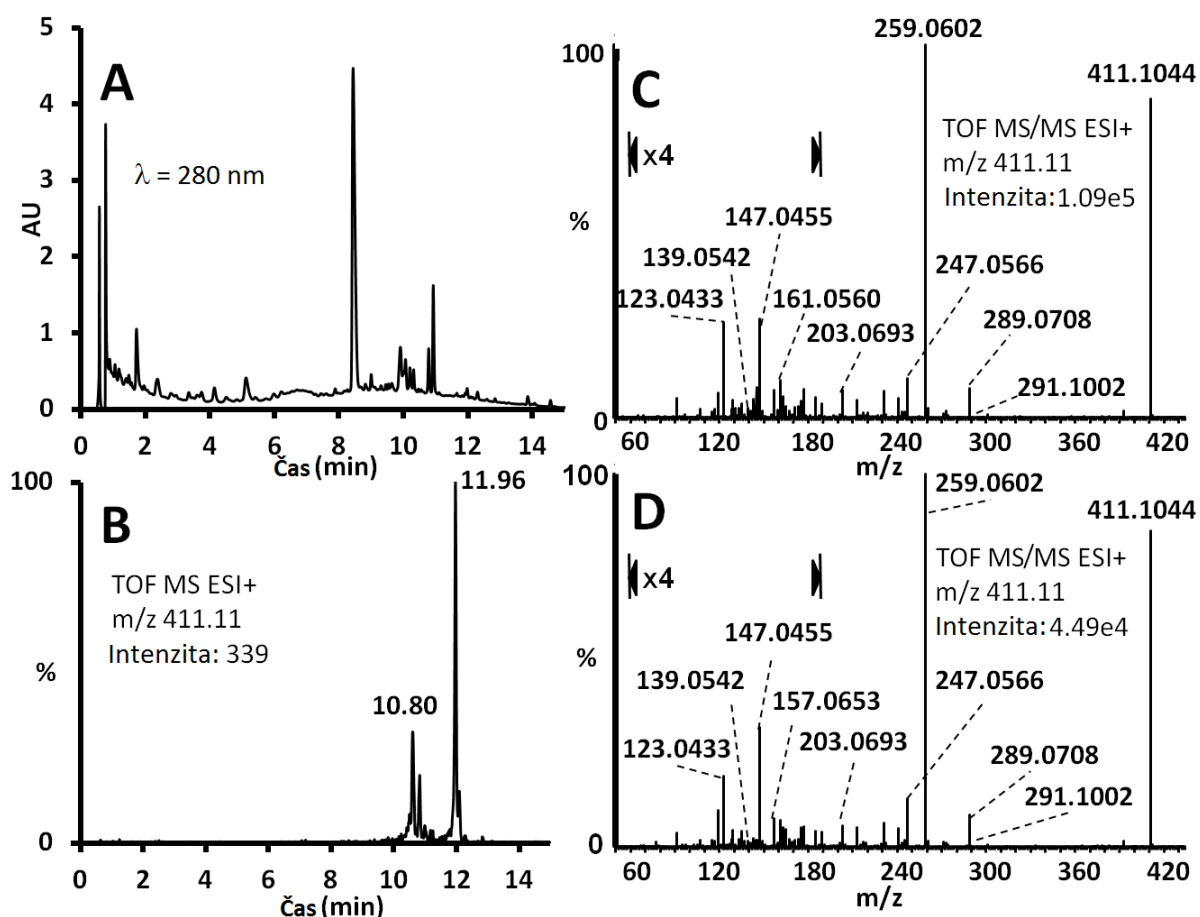 A
λ = 280 nm
AU
5
4
3
2
1
0
0 2 4 6 8 10 12 14
Čas (min)
B
TOF MS ESI+
m/z 411.11
Intenzita: 339
%
100
0
10.80
11.96
0 2 4 6 8 10 12 14
Čas (min)
C
259.0602
411.1044
TOF MS/MS ESI+
m/z 411.11
Intenzita: 1.09e5
x4
100
%
0
147.0455
139.0542
123.0433
161.0560
203.0693
247.0566
289.0708
291.1002
60 120 180 240 300 360 420
m/z
D
259.0602
411.1044
TOF MS/MS ESI+
m/z 411.11
Intenzita: 4.49e4
x4
100
%
0
147.0455
139.0542
157.0653
123.0433
203.0693
247.0566
289.0708
291.1002
60 120 180 240 300 360 420
m/z